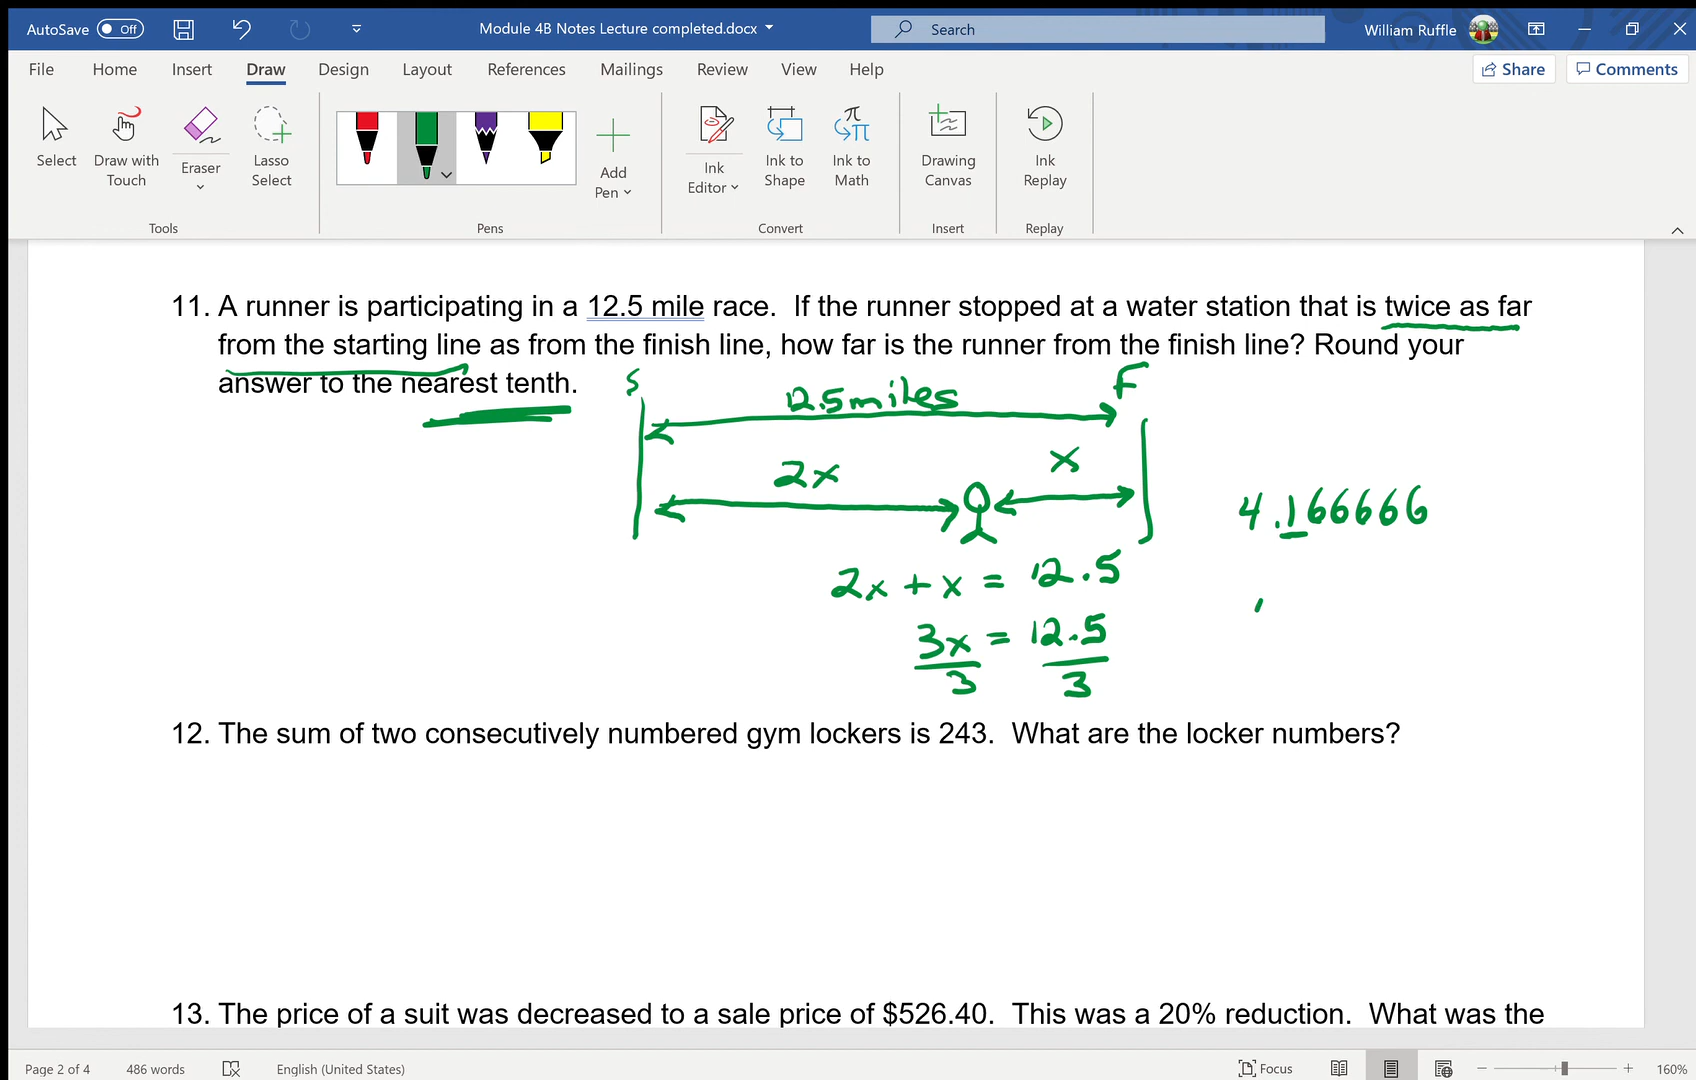 AutoSave Off Module 4B Notes Lecture completed.docx Search William Ruffle
File Home Insert Draw Design Layout References Mailings Review View Help Share Comments
Select Draw with Touch Eraser Lasso Select Add Pen Ink Editor Ink to Shape Ink to Math Drawing Canvas Ink Replay
Tools Pens Convert Insert Replay
11. A runner is participating in a 12.5 mile race. If the runner stopped at a water station that is twice as far
from the starting line as from the finish line, how far is the runner from the finish line? Round your
answer to the nearest tenth.
S 12.5 miles F
2x x
4.166666
2x + x = 12.5
3x = 12.5
3 3
12. The sum of two consecutively numbered gym lockers is 243. What are the locker numbers?
13. The price of a suit was decreased to a sale price of $526.40. This was a 20% reduction. What was the
Page 2 of 4 486 words English (United States) Focus 160%